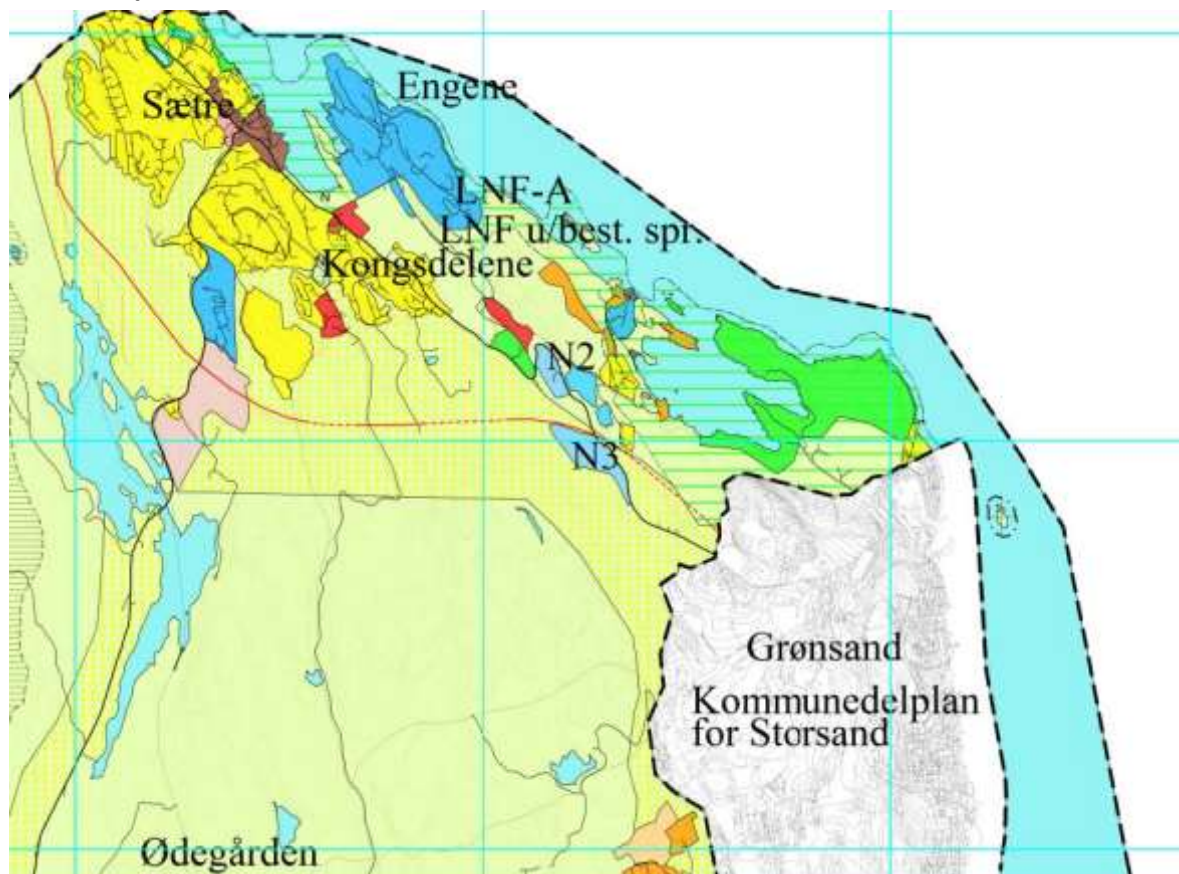 Engene
Sætre
LNF-A
LNF u/best. spr.
Kongsdelene
N2
N3
Grønsand
Kommunedelplan
for Storsand
Ødegården